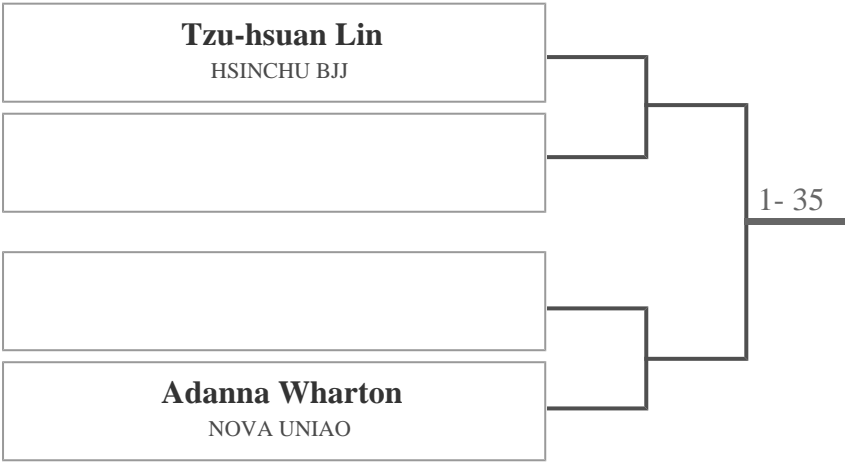 Tzu-hsuan Lin
HSINCHU BJJ
1- 35
Adanna Wharton
NOVA UNIAO